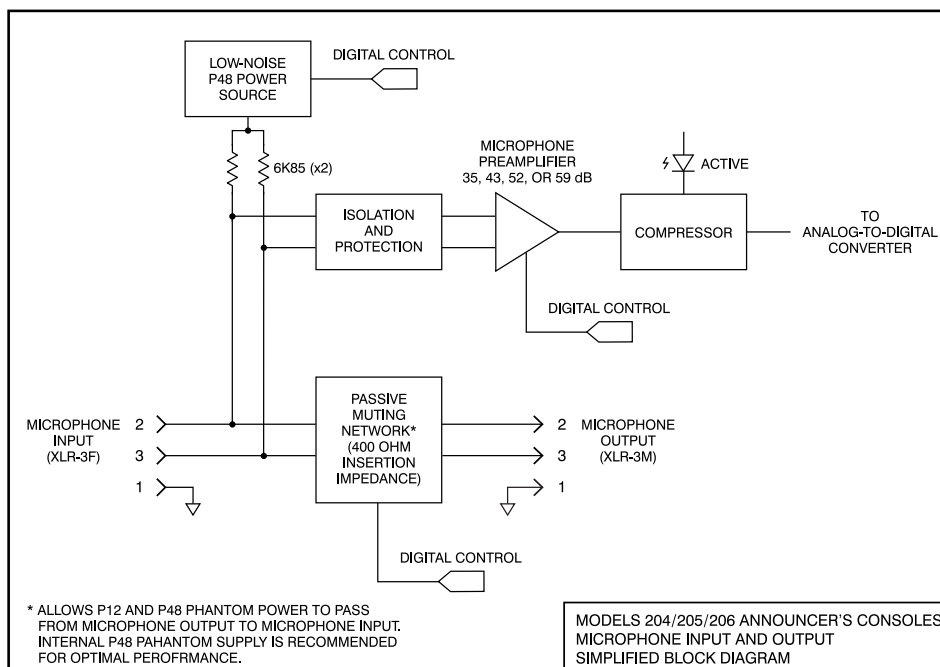 LOW-NOISE
P48 POWER
SOURCE
DIGITAL CONTROL
6K85 (x2)
MICROPHONE
PREAMPLIFIER
35, 43, 52, OR 59 dB
ACTIVE
ISOLATION
AND
PROTECTION
COMPRESSOR
TO
ANALOG-TO-DIGITAL
CONVERTER
DIGITAL CONTROL
MICROPHONE
INPUT
(XLR-3F)
2
3
1
PASSIVE
MUTING
NETWORK*
(400 OHM
INSERTION
IMPEDANCE)
2
3
1
MICROPHONE
OUTPUT
(XLR-3M)
DIGITAL CONTROL
* ALLOWS P12 AND P48 PHANTOM POWER TO PASS
FROM MICROPHONE OUTPUT TO MICROPHONE INPUT.
INTERNAL P48 PAHANTOM SUPPLY IS RECOMMENDED
FOR OPTIMAL PEROFRMANCE.
MODELS 204/205/206 ANNOUNCER'S CONSOLES
MICROPHONE INPUT AND OUTPUT
SIMPLIFIED BLOCK DIAGRAM